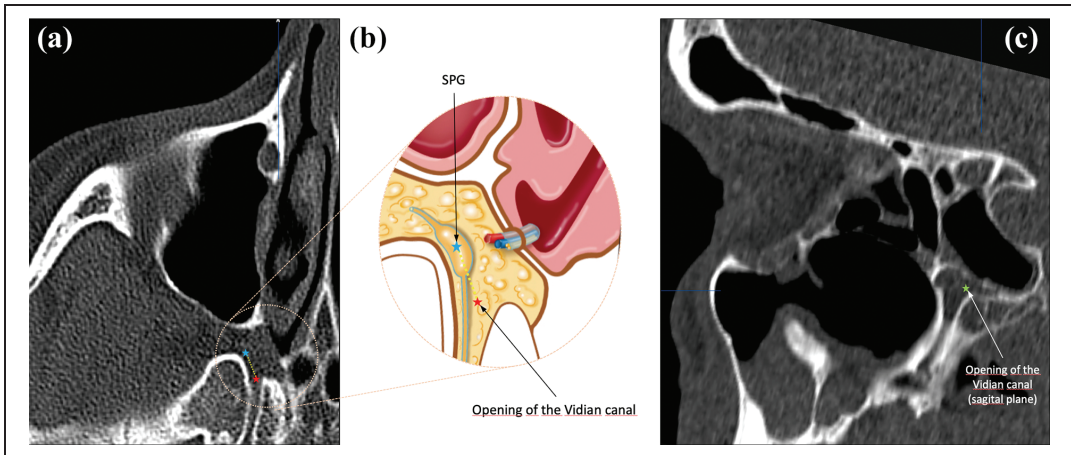 (a)
(b)
(c)
SPG
Opening of the Vidian canal
Opening of the
Vidian canal
(sagital plane)